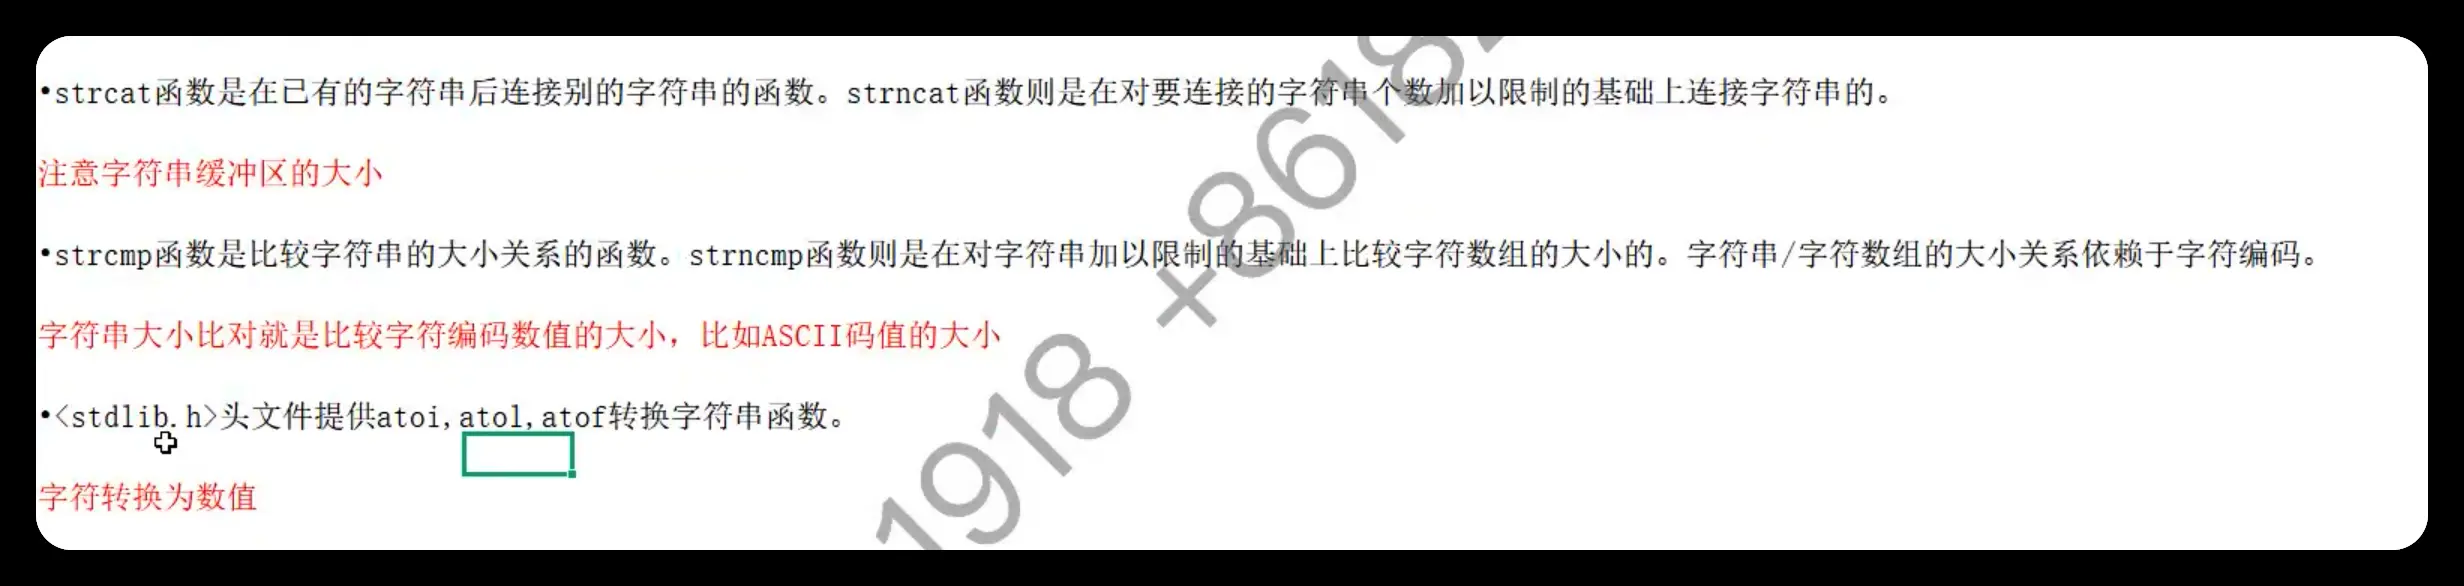 •strcat函数是在已有的字符串后连接别的字符串的函数。strncat函数则是在对要连接的字符串个数加以限制的基础上连接字符串的。
注意字符串缓冲区的大小
•strcmp函数是比较字符串的大小关系的函数。strncmp函数则是在对字符串加以限制的基础上比较字符数组的大小的。字符串/字符数组的大小关系依赖于字符编码。
字符串大小比对就是比较字符编码数值的大小，比如ASCII码值的大小
•<stdlib.h>头文件提供atoi,atol,atof转换字符串函数。
字符转换为数值
1918 +8618